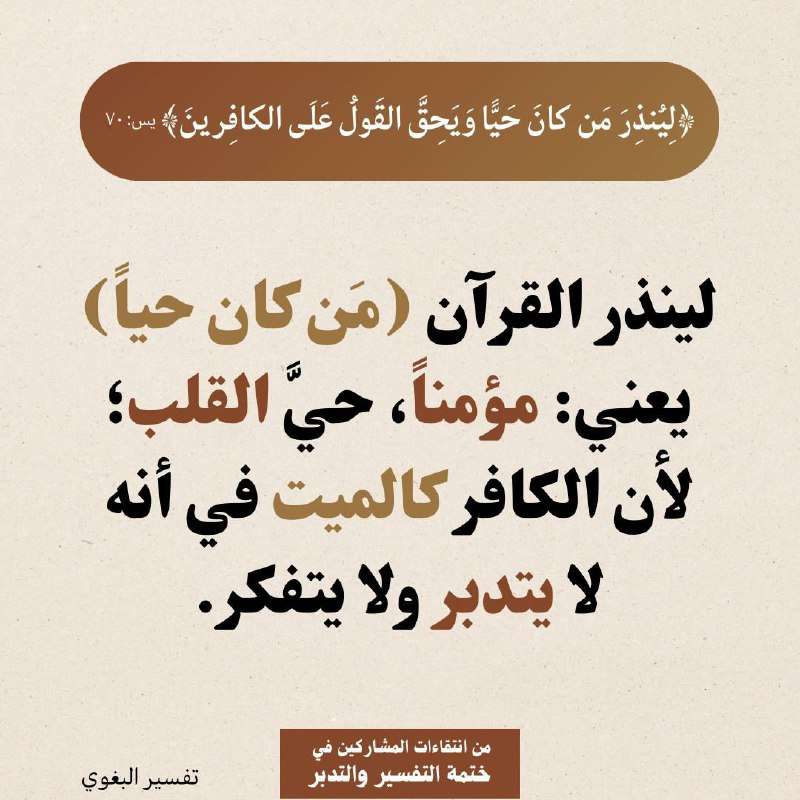 ﴿لِيُنذِرَ مَن كانَ حَيًّا وَيَحِقَّ القَولُ عَلَى الكافِرينَ﴾ يس: ٧٠
لينذر القرآن (مَن كان حياً)
يعني: مؤمناً، حيَّ القلب؛
لأن الكافر كالميت في أنه
لا يتدبر ولا يتفكر.
من انتقاءات المشاركين في
ختمة التفسير والتدبر
تفسير البغوي